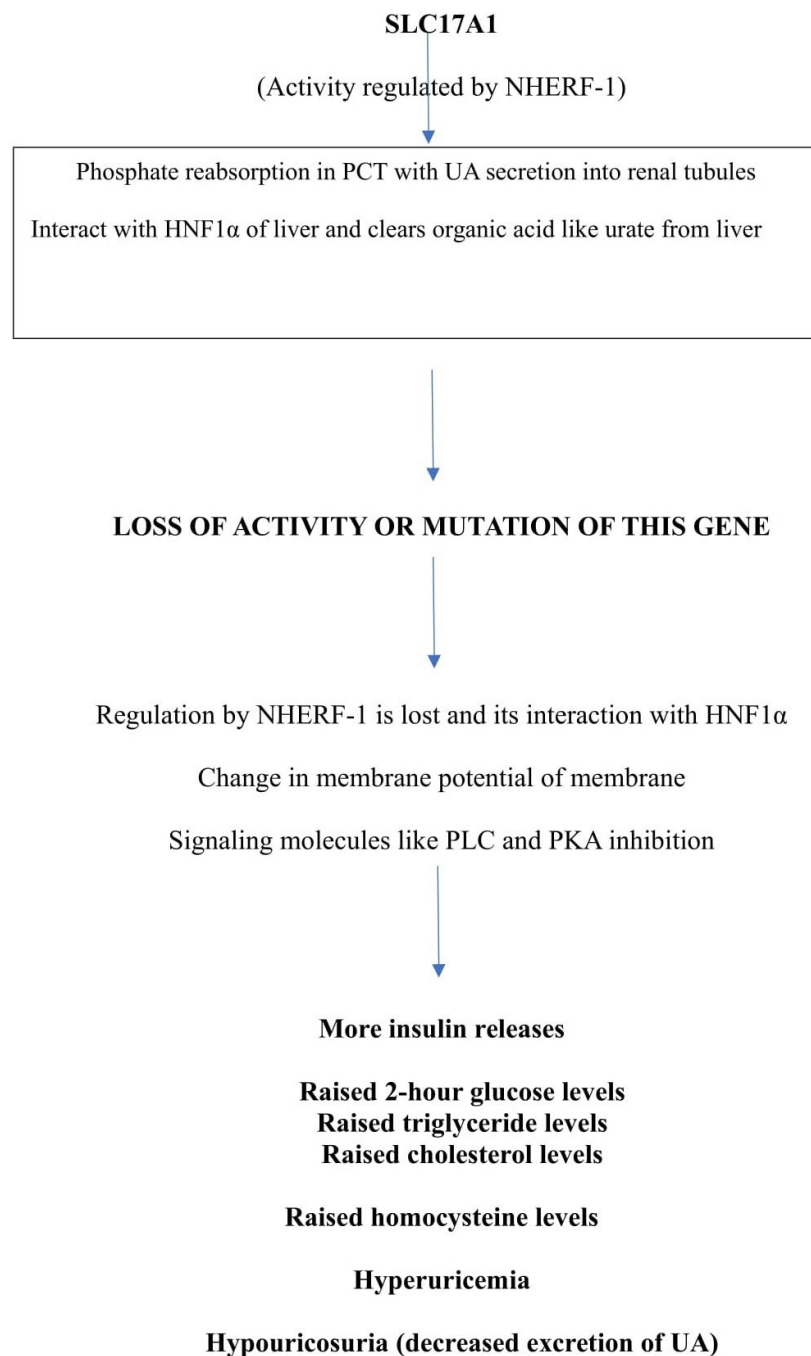 SLC17A1
(Activity regulated by NHERF-1)
Phosphate reabsorption in PCT with UA secretion into renal tubules
Interact with HNF1α of liver and clears organic acid like urate from liver
LOSS OF ACTIVITY OR MUTATION OF THIS GENE
Regulation by NHERF-1 is lost and its interaction with HNF1α
Change in membrane potential of membrane
Signaling molecules like PLC and PKA inhibition
More insulin releases
Raised 2-hour glucose levels
Raised triglyceride levels
Raised cholesterol levels
Raised homocysteine levels
Hyperuricemia
Hypouricosuria (decreased excretion of UA)